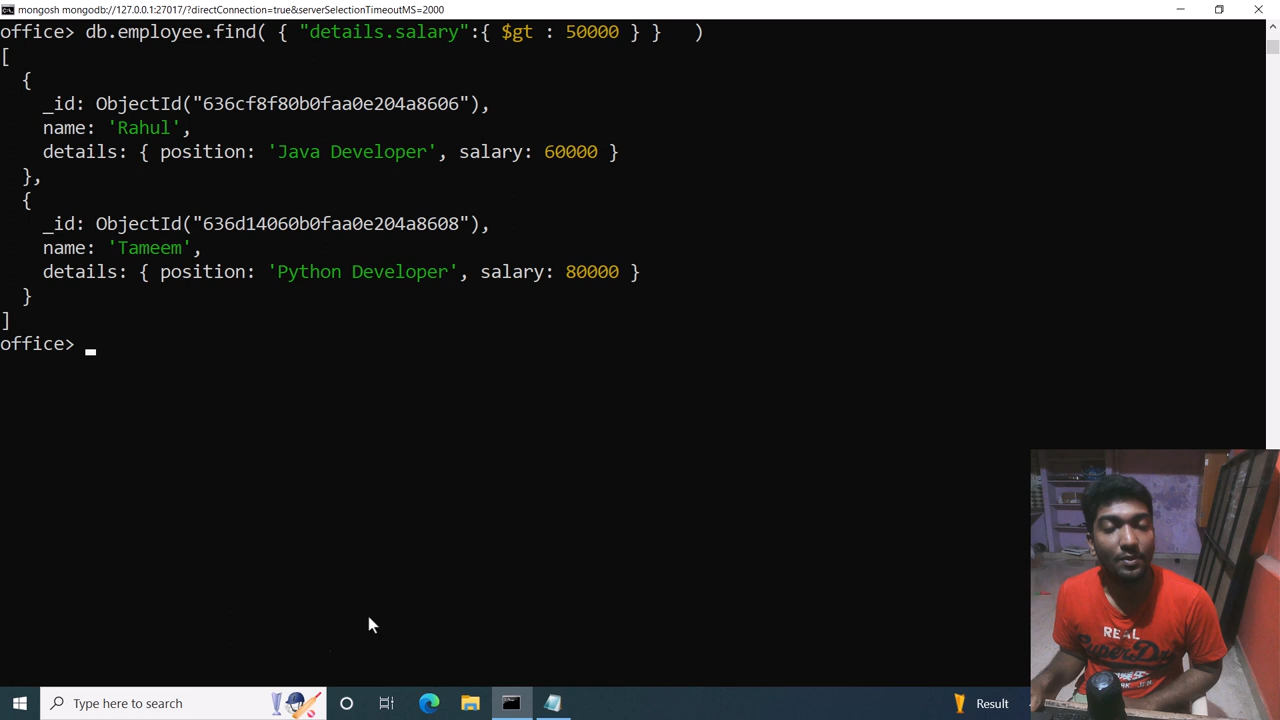 mongosh mongodb://127.0.0.1:27017/?directConnection=true&serverSelectionTimeoutMS=2000
office> db.employee.find( { "details.salary":{ $gt : 50000 } }   )
[
  {
    _id: ObjectId("636cf8f80b0faa0e204a8606"),
    name: 'Rahul',
    details: { position: 'Java Developer', salary: 60000 }
  },
  {
    _id: ObjectId("636d14060b0faa0e204a8608"),
    name: 'Tameem',
    details: { position: 'Python Developer', salary: 80000 }
  }
]
office>
REAL
SuperDry
Type here to search
Result